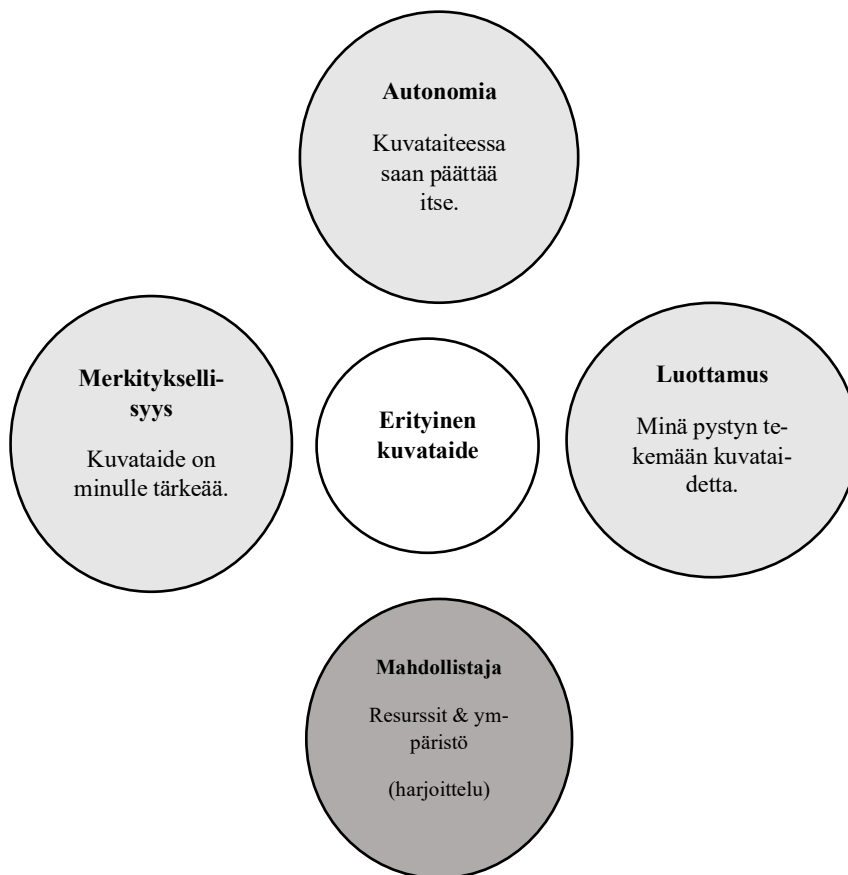 Autonomia
Kuvataiteessa
saan päättää
itse.
Merkitykselli-
syys
Kuvataide on
minulle tärkeää.
Erityinen
kuvataide
Luottamus
Minä pystyn te-
kemään kuvatai-
detta.
Mahdollistaja
Resurssit & ym-
päristö
(harjoittelu)